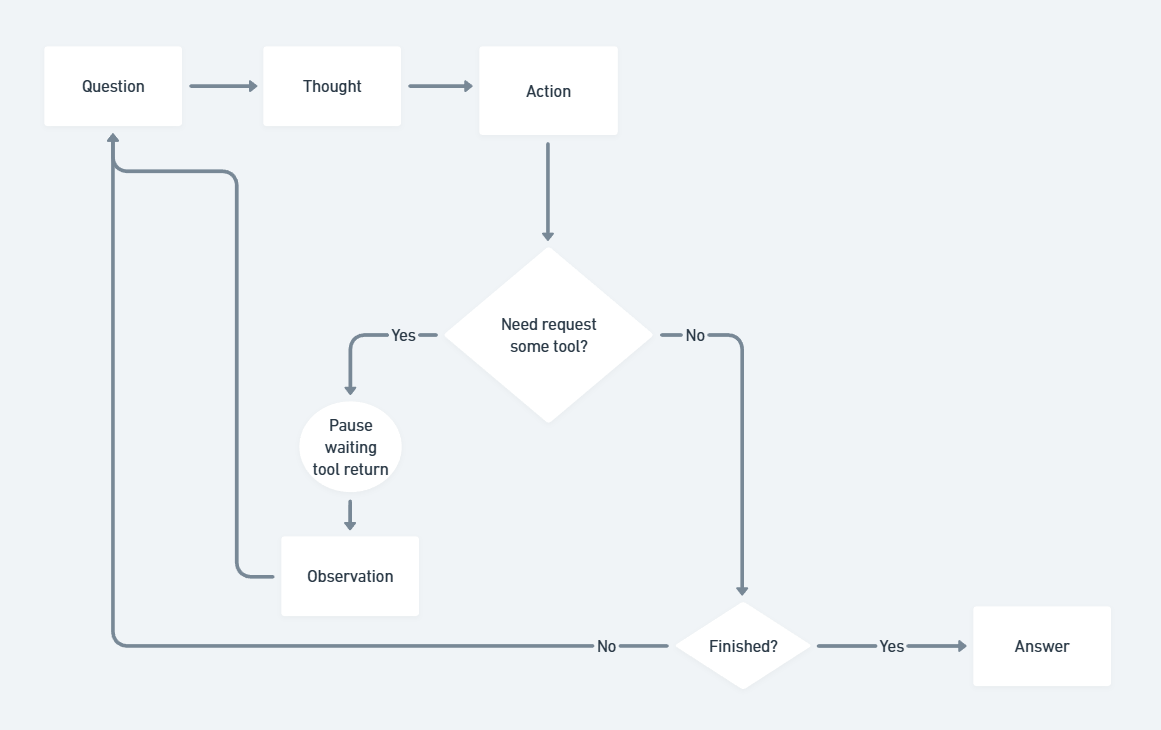 Question
Thought
Action
Need request
some tool?
Yes
No
Pause
waiting
tool return
Observation
No
Finished?
Yes
Answer